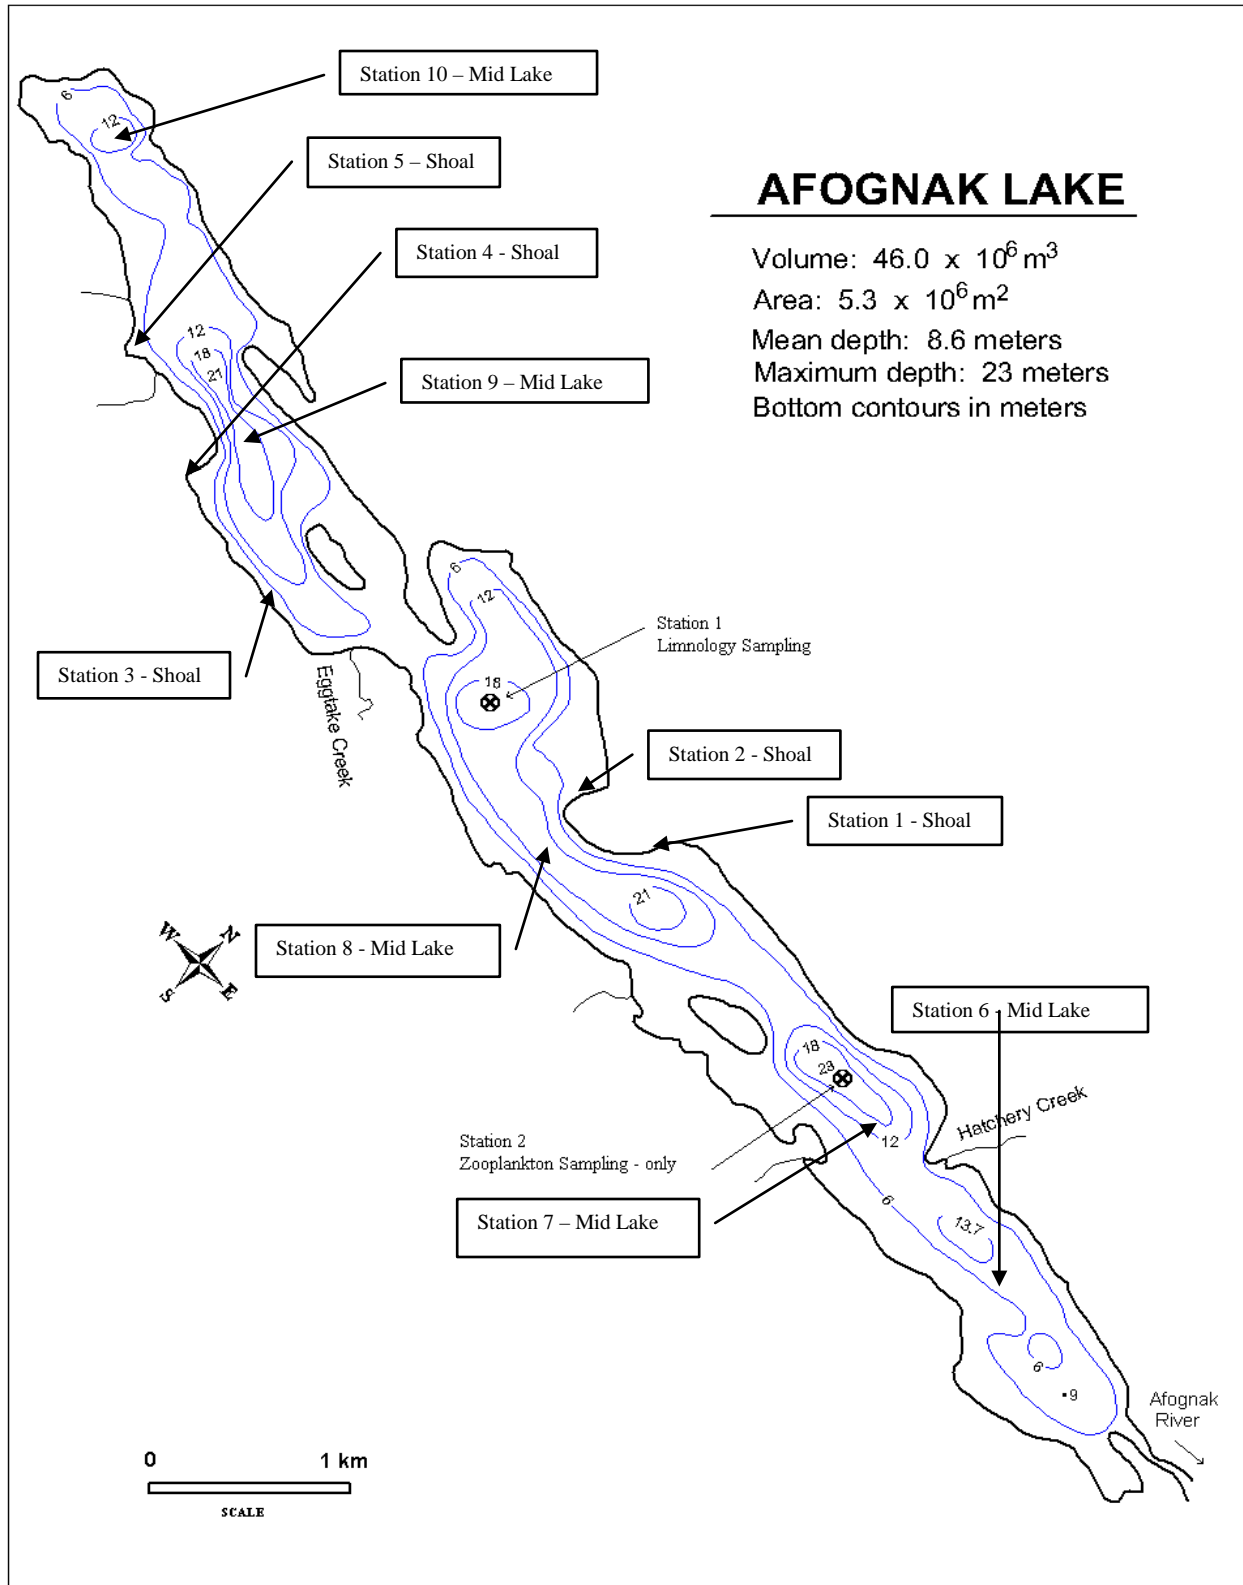 Station 10 – Mid Lake
6
12
Station 5 – Shoal
AFOGNAK LAKE
Station 4 - Shoal
Volume: 46.0 x 10⁶ m³
Area: 5.3 x 10⁶ m²
Mean depth: 8.6 meters
Maximum depth: 23 meters
Bottom contours in meters
12
18
21
Station 9 – Mid Lake
6
12
Station 1
Limnology Sampling
Station 3 - Shoal
Eggtake Creek
18
Station 2 - Shoal
Station 1 - Shoal
21
W
N
S
E
Station 8 - Mid Lake
Station 6 - Mid Lake
18
23
Hatchery Creek
12
Station 2
Zooplankton Sampling - only
6
Station 7 – Mid Lake
13.7
6
9
Afognak
River
0
1 km
SCALE